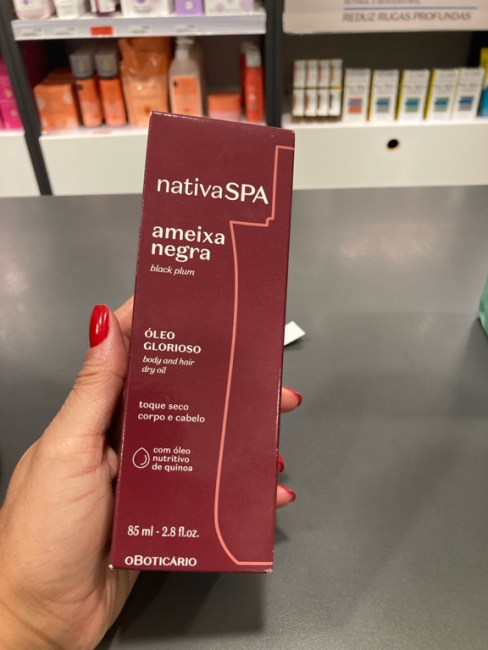 REDUZ RUGAS PROFUNDAS
nativaSPA
ameixa
negra
black plum
ÓLEO
GLORIOSO
body and hair
dry oil
toque seco
corpo e cabelo
com óleo
nutritivo
de quinoa
85 ml - 2.8 fl.oz.
oBOTICÁRIO